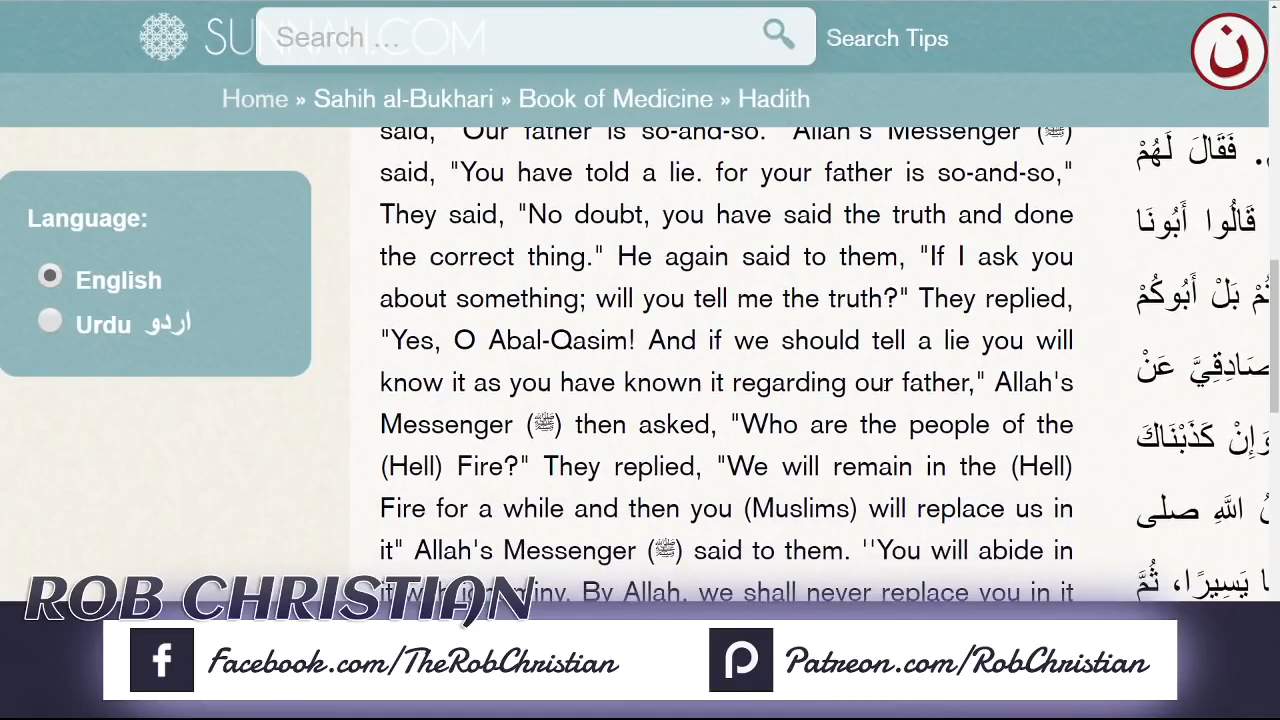 SUNNAH.COM
Search ...
Search Tips
ن
Home » Sahih al-Bukhari » Book of Medicine » Hadith
said, "Our father is so-and-so." Allah's Messenger (ﷺ)
said, "You have told a lie. for your father is so-and-so,"
They said, "No doubt, you have said the truth and done
the correct thing." He again said to them, "If I ask you
about something; will you tell me the truth?" They replied,
"Yes, O Abal-Qasim! And if we should tell a lie you will
know it as you have known it regarding our father," Allah's
Messenger (ﷺ) then asked, "Who are the people of the
(Hell) Fire?" They replied, "We will remain in the (Hell)
Fire for a while and then you (Muslims) will replace us in
it" Allah's Messenger (ﷺ) said to them. ''You will abide in
it with ignominy. By Allah, we shall never replace you in it
. فَقَالَ لَهُمْ
قَالُوا أَبُونَا
بَلْ أَبُوكُمْ
صَادِقِيَّ عَنْ
وَإِنْ كَذَبْنَاكَ
اللَّهِ صلى
يَسِيرًا، ثُمَّ
Language:
English
Urdu اردو
ROB CHRISTIAN
f Facebook.com/TheRobChristian
Patreon.com/RobChristian